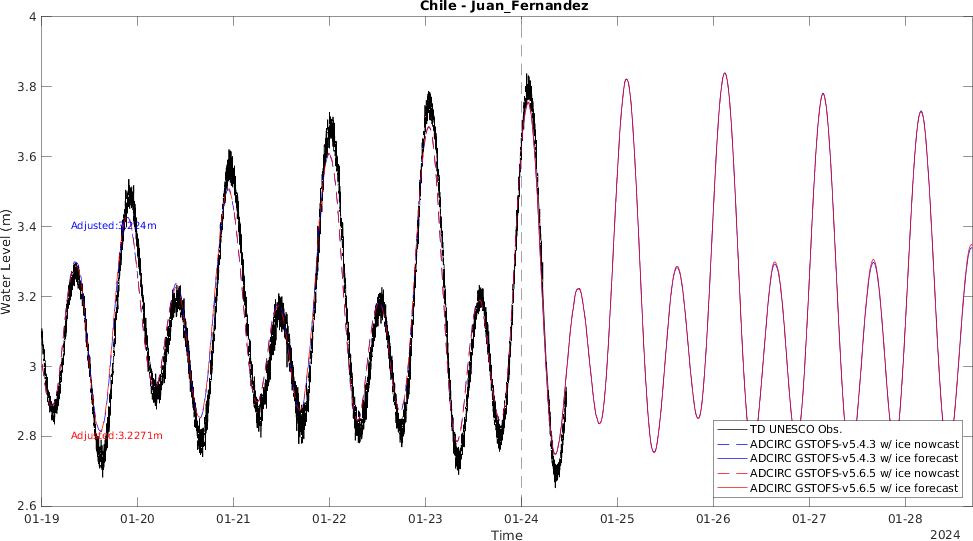 Chile - Juan_Fernandez
4
3.8
3.6
3.4
3.2
3
2.8
2.6
Water Level (m)
Adjusted:3.2271m
01-19
01-20
01-21
01-22
01-23
01-24
01-25
01-26
01-27
01-28
Time
2024
TD UNESCO Obs.
ADCIRC GSTOFS-v5.4.3 w/ ice nowcast
ADCIRC GSTOFS-v5.4.3 w/ ice forecast
ADCIRC GSTOFS-v5.6.5 w/ ice nowcast
ADCIRC GSTOFS-v5.6.5 w/ ice forecast